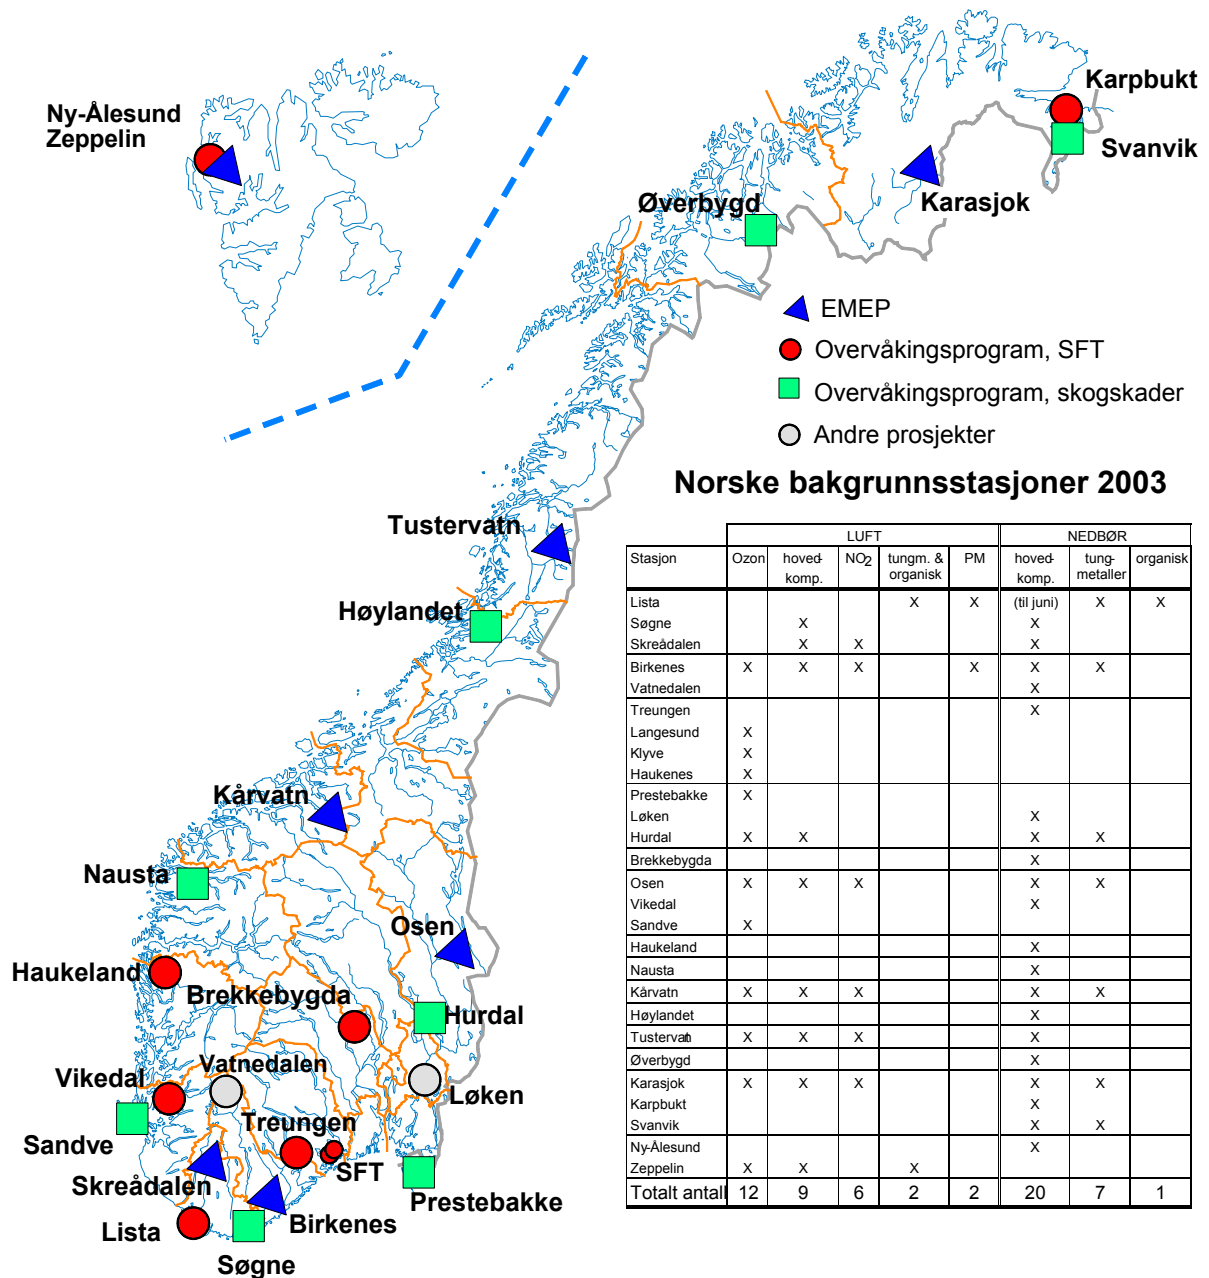 Ny-Ålesund
Zeppelin
Karpbukt
Svanvik
Karasjok
Øverbygd
EMEP
Overvåkingsprogram, SFT
Overvåkingsprogram, skogskader
Andre prosjekter
Norske bakgrunnsstasjoner 2003
Tustervatn
Høylandet
Kårvatn
Nausta
Osen
Haukeland
Brekkebygda
Hurdal
Vatnedalen
Vikedal
Løken
Treungen
Sandve
SFT
Skreådalen
Prestebakke
Birkenes
Lista
Søgne
LUFT NEDBØR
Stasjon Ozon hoved- komp. NO2 tungm. & organisk PM hoved- komp. tung- metaller organisk
Lista X X (til juni) X X
Søgne X X
Skreådalen X X X
Birkenes X X X X X X
Vatnedalen X
Treungen X
Langesund X
Klyve X
Haukenes X
Prestebakke X
Løken X
Hurdal X X X X
Brekkebygda X
Osen X X X X X
Vikedal X
Sandve X
Haukeland X
Nausta X
Kårvatn X X X X X
Høylandet X
Tustervatn X X X X
Øverbygd X
Karasjok X X X X X
Karpbukt X
Svanvik X X
Ny-Ålesund X
Zeppelin X X X
Totalt antall 12 9 6 2 2 20 7 1